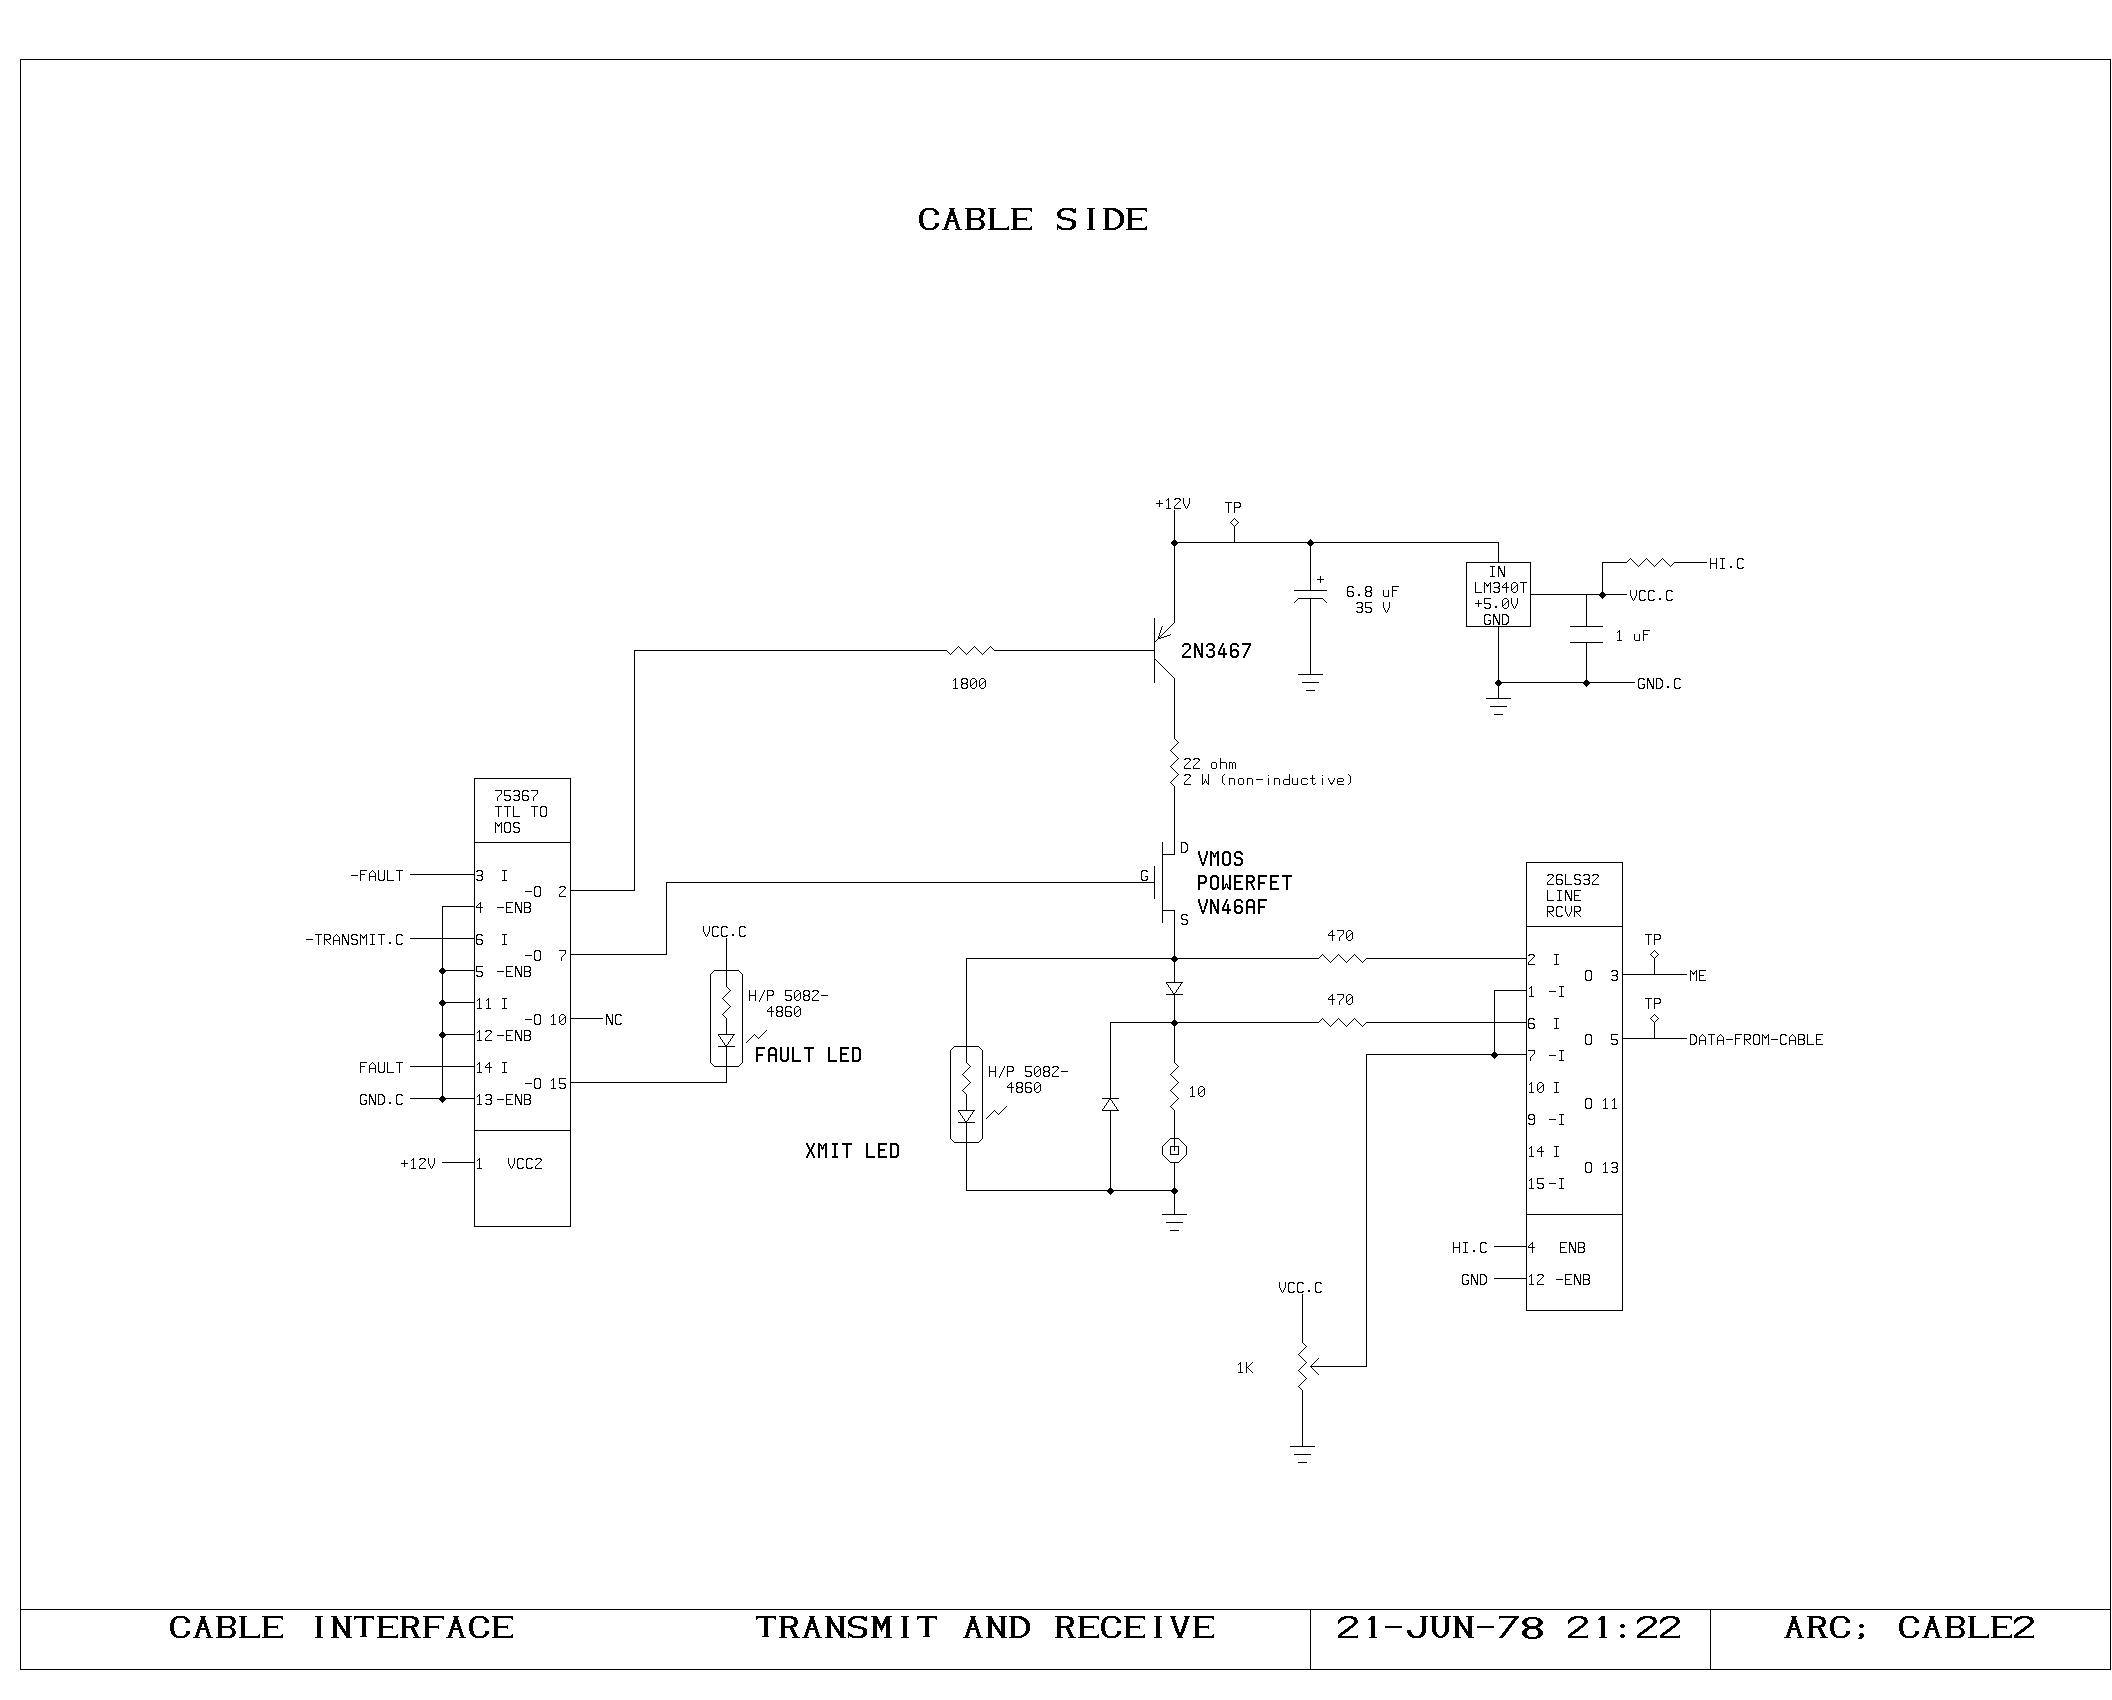 CABLE SIDE
+12V
TP
IN
LM340T
+5.0V
GND
HI.C
VCC.C
+
6.8 uF
35 V
1 uF
GND.C
2N3467
1800
22 ohm
2 W (non-inductive)
75367
TTL TO
MOS
-FAULT
3 I
-O 2
4 -ENB
-TRANSMIT.C
6 I
-O 7
5 -ENB
11 I
-O 10
NC
12 -ENB
FAULT
14 I
-O 15
GND.C
13 -ENB
+12V
1 VCC2
VCC.C
H/P 5082-
4860
FAULT LED
D
G
S
VMOS
POWERFET
VN46AF
470
470
H/P 5082-
4860
XMIT LED
10
26LS32
LINE
RCVR
2 I
O 3
TP
ME
1 -I
6 I
O 5
TP
DATA-FROM-CABLE
7 -I
10 I
O 11
9 -I
14 I
O 13
15 -I
HI.C
4 ENB
GND
12 -ENB
VCC.C
1K
CABLE INTERFACE
TRANSMIT AND RECEIVE
21-JUN-78 21:22
ARC; CABLE2